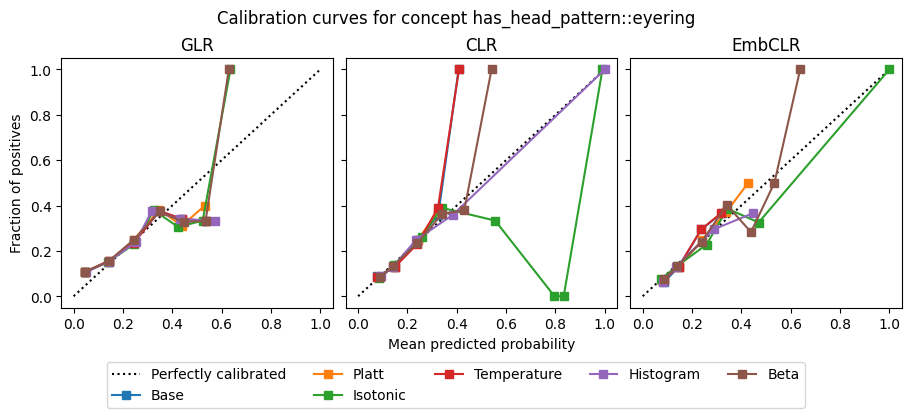 Calibration curves for concept has_head_pattern::eyering
GLR
CLR
EmbCLR
Fraction of positives
1.0
0.8
0.6
0.4
0.2
0.0
0.0 0.2 0.4 0.6 0.8 1.0
0.0 0.2 0.4 0.6 0.8 1.0
0.0 0.2 0.4 0.6 0.8 1.0
Mean predicted probability
Perfectly calibrated Platt Temperature Histogram Beta
Base Isotonic